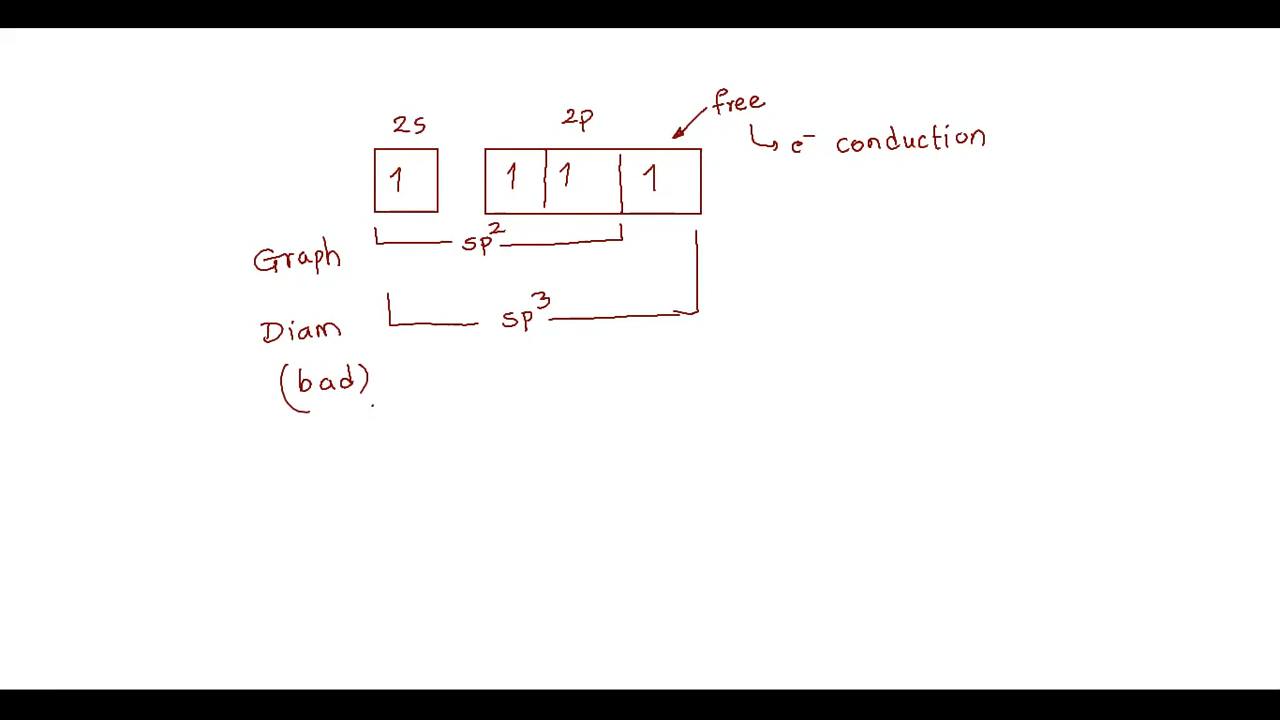 free
2s 2p
e⁻ conduction
1 1 1 1
sp²
Graph
sp³
Diam
(bad)